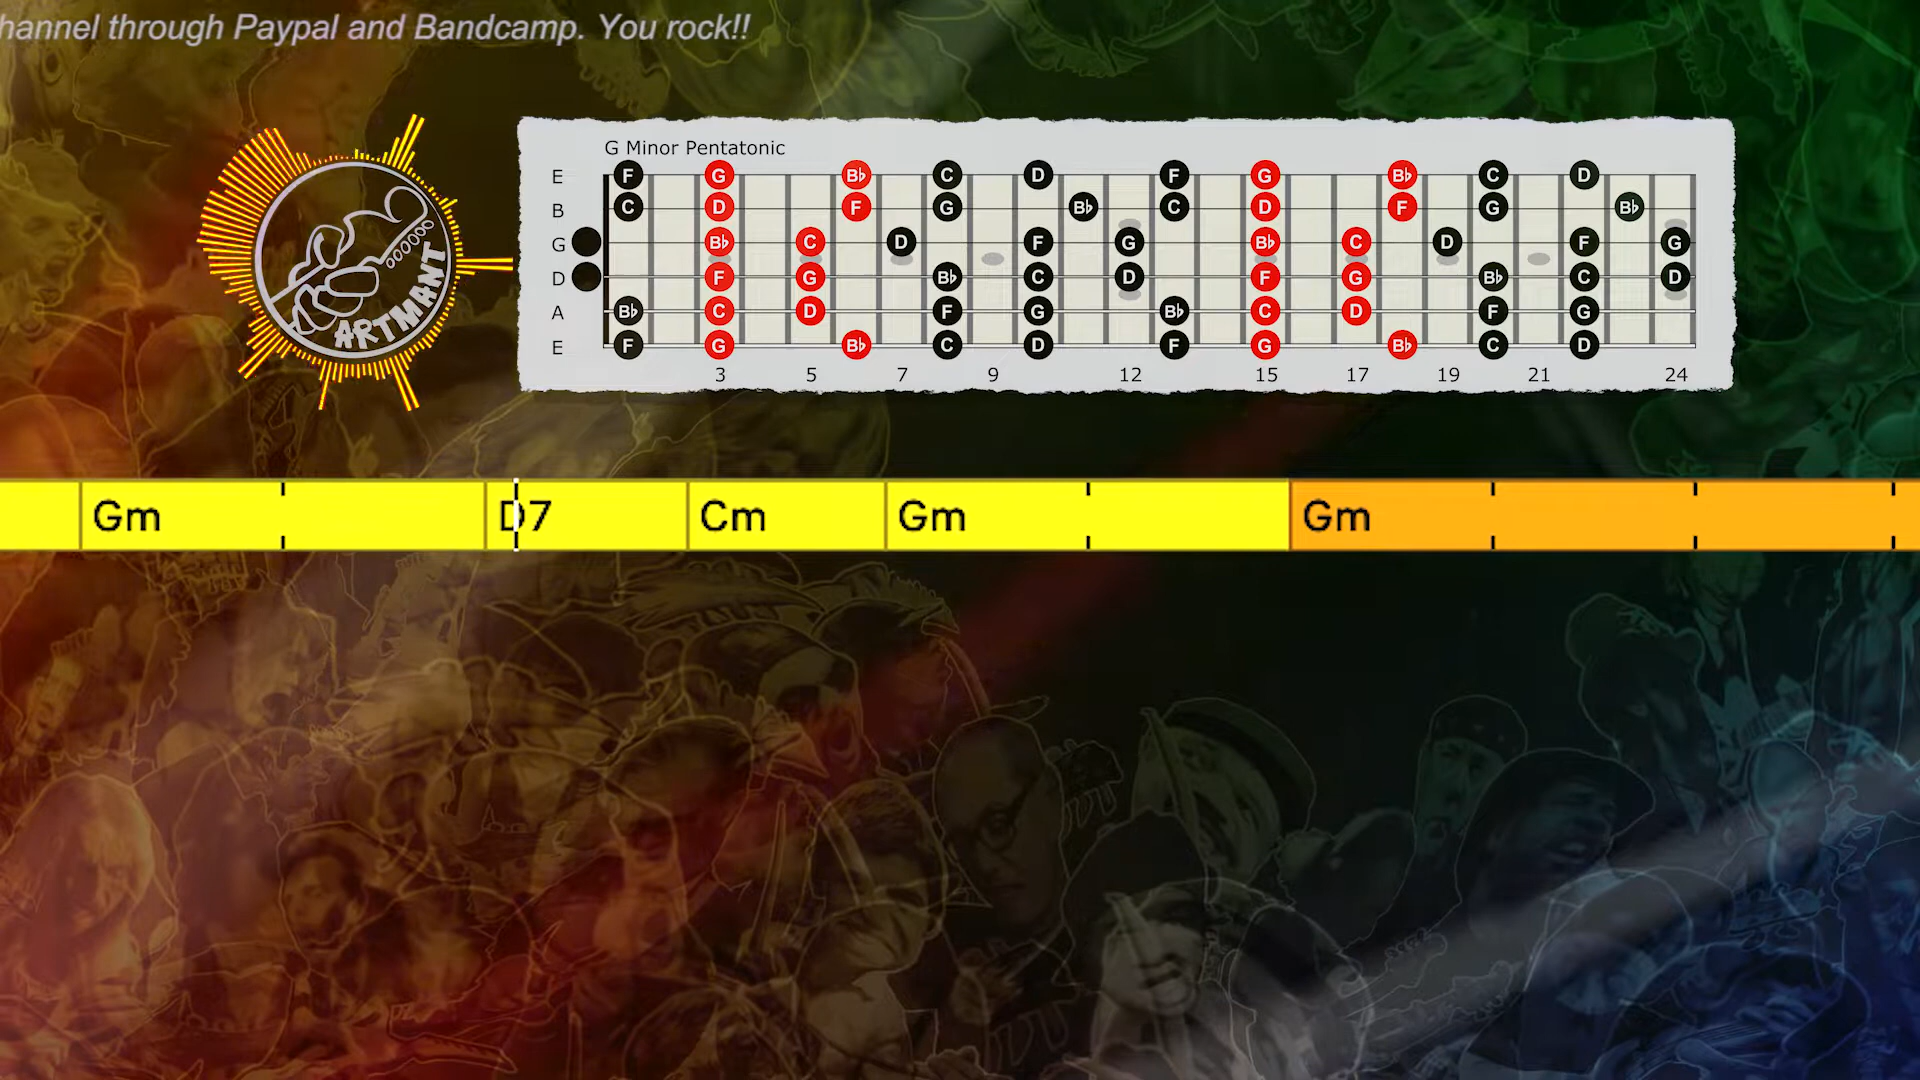 hannel through Paypal and Bandcamp. You rock!!
G Minor Pentatonic
E F G B♭ C D F G B♭ C D
B C D F G B♭ C D F G B♭
G B♭ C D F G B♭ C D F G
D F G B♭ C D F G B♭ C D
A B♭ C D F G B♭ C D F G
E F G B♭ C D F G B♭ C D
3 5 7 9 12 15 17 19 21 24
ARTMANT
Gm D7 Cm Gm Gm